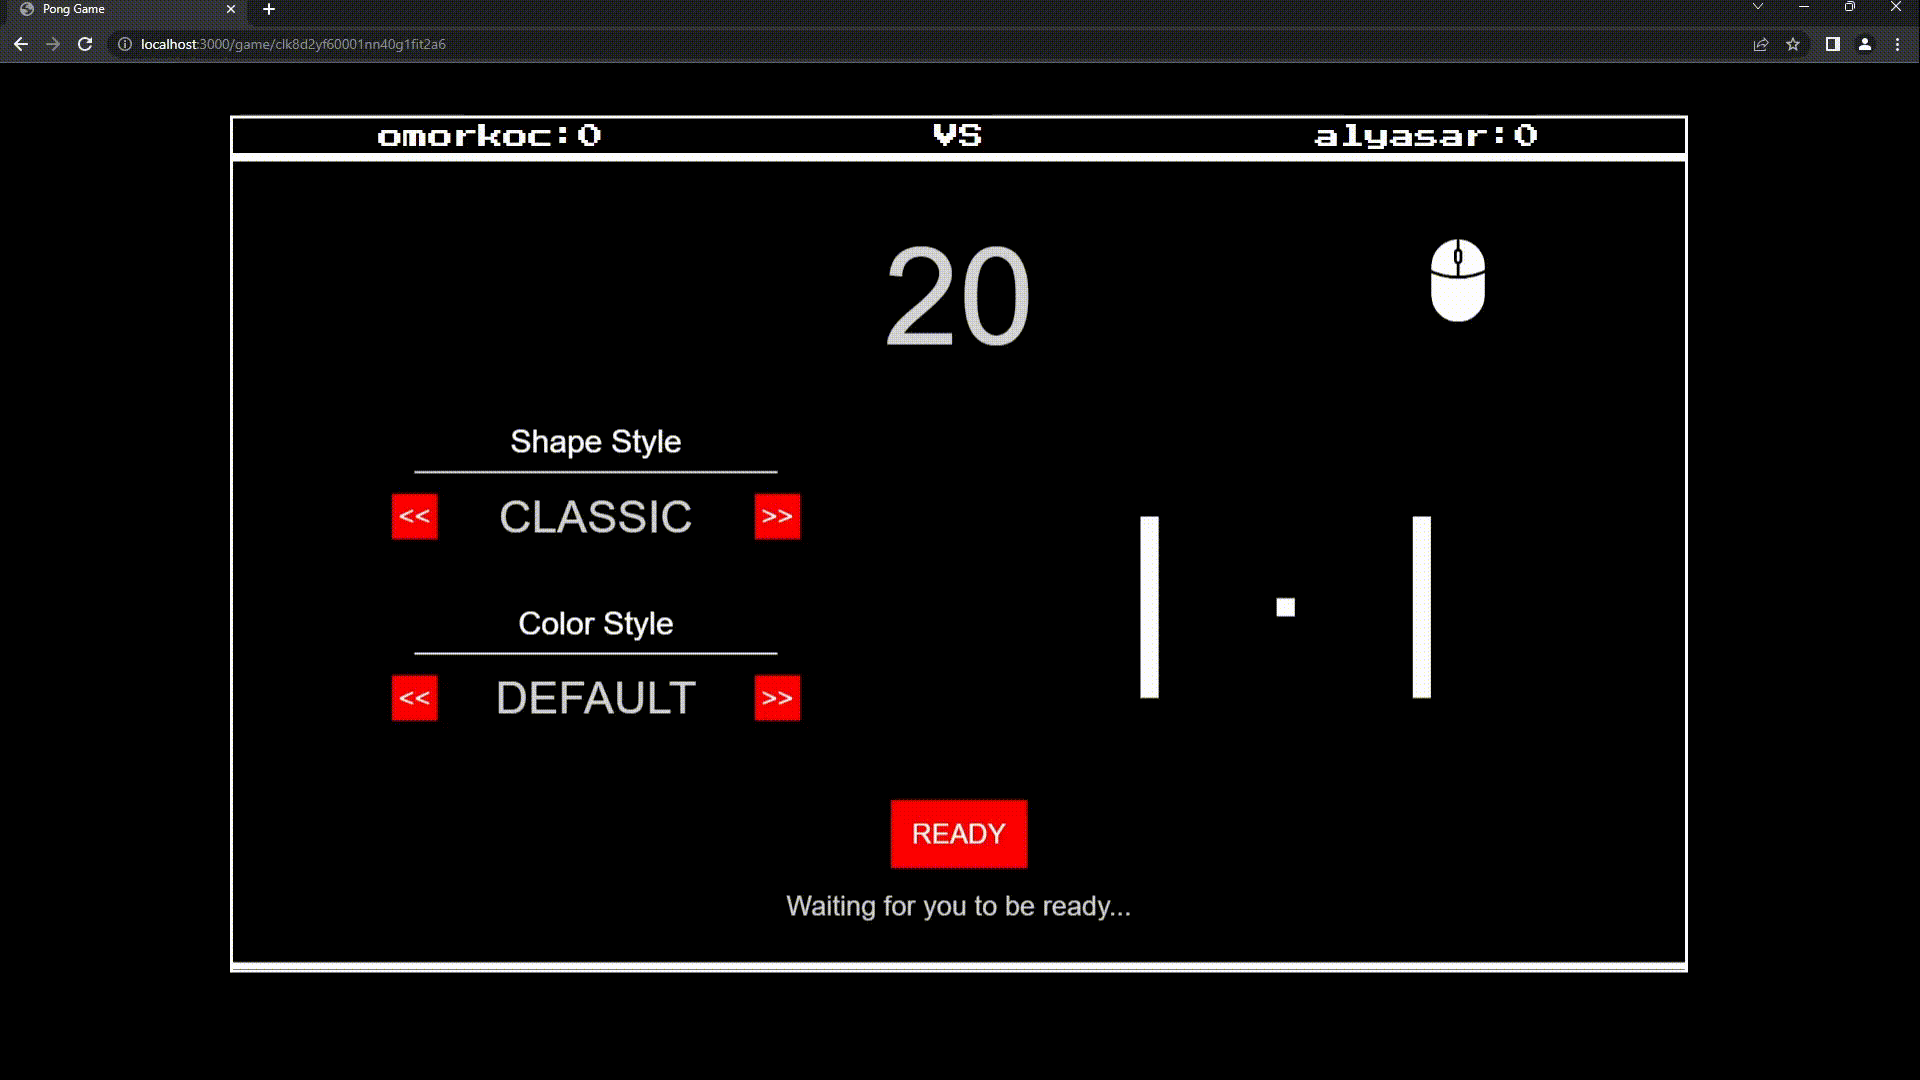 Pong Game
localhost:3000/game/clk8d2yf60001nn40g1fit2a6
omorkoc:0 VS alyasar:0
20
Shape Style
<< CLASSIC >>
Color Style
<< DEFAULT >>
READY
Waiting for you to be ready...